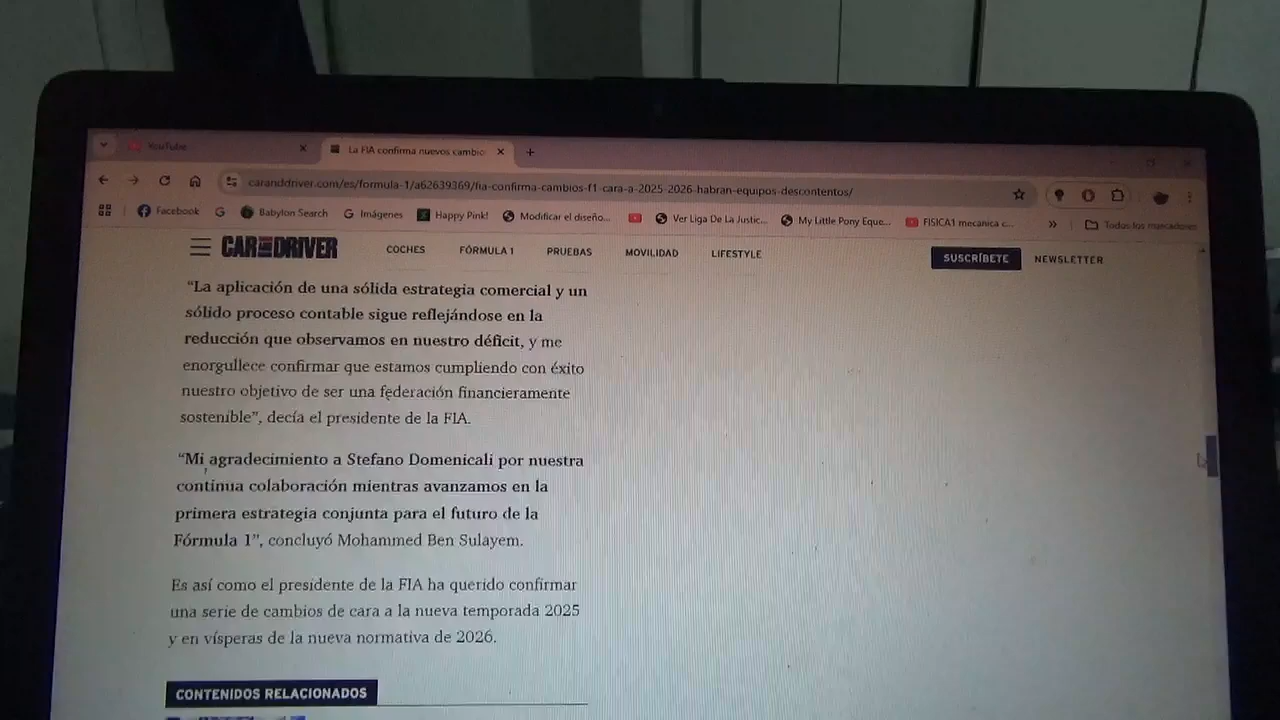 YouTube
La FIA confirma nuevos cambio
caranddriver.com/es/formula-1/a62639369/fia-confirma-cambios-f1-cara-a-2025-2026-habran-equipos-descontentos/
Facebook Babylon Search Imágenes Happy Pink! Modificar el diseño... Ver Liga De La Justic... My Little Pony Eque... FISICA1 mecanica c... Todos los marcadores
CAR AND DRIVER COCHES FÓRMULA 1 PRUEBAS MOVILIDAD LIFESTYLE SUSCRÍBETE NEWSLETTER
“La aplicación de una sólida estrategia comercial y un
sólido proceso contable sigue reflejándose en la
reducción que observamos en nuestro déficit, y me
enorgullece confirmar que estamos cumpliendo con éxito
nuestro objetivo de ser una federación financieramente
sostenible”, decía el presidente de la FIA.
“Mi agradecimiento a Stefano Domenicali por nuestra
continua colaboración mientras avanzamos en la
primera estrategia conjunta para el futuro de la
Fórmula 1”, concluyó Mohammed Ben Sulayem.
Es así como el presidente de la FIA ha querido confirmar
una serie de cambios de cara a la nueva temporada 2025
y en vísperas de la nueva normativa de 2026.
CONTENIDOS RELACIONADOS